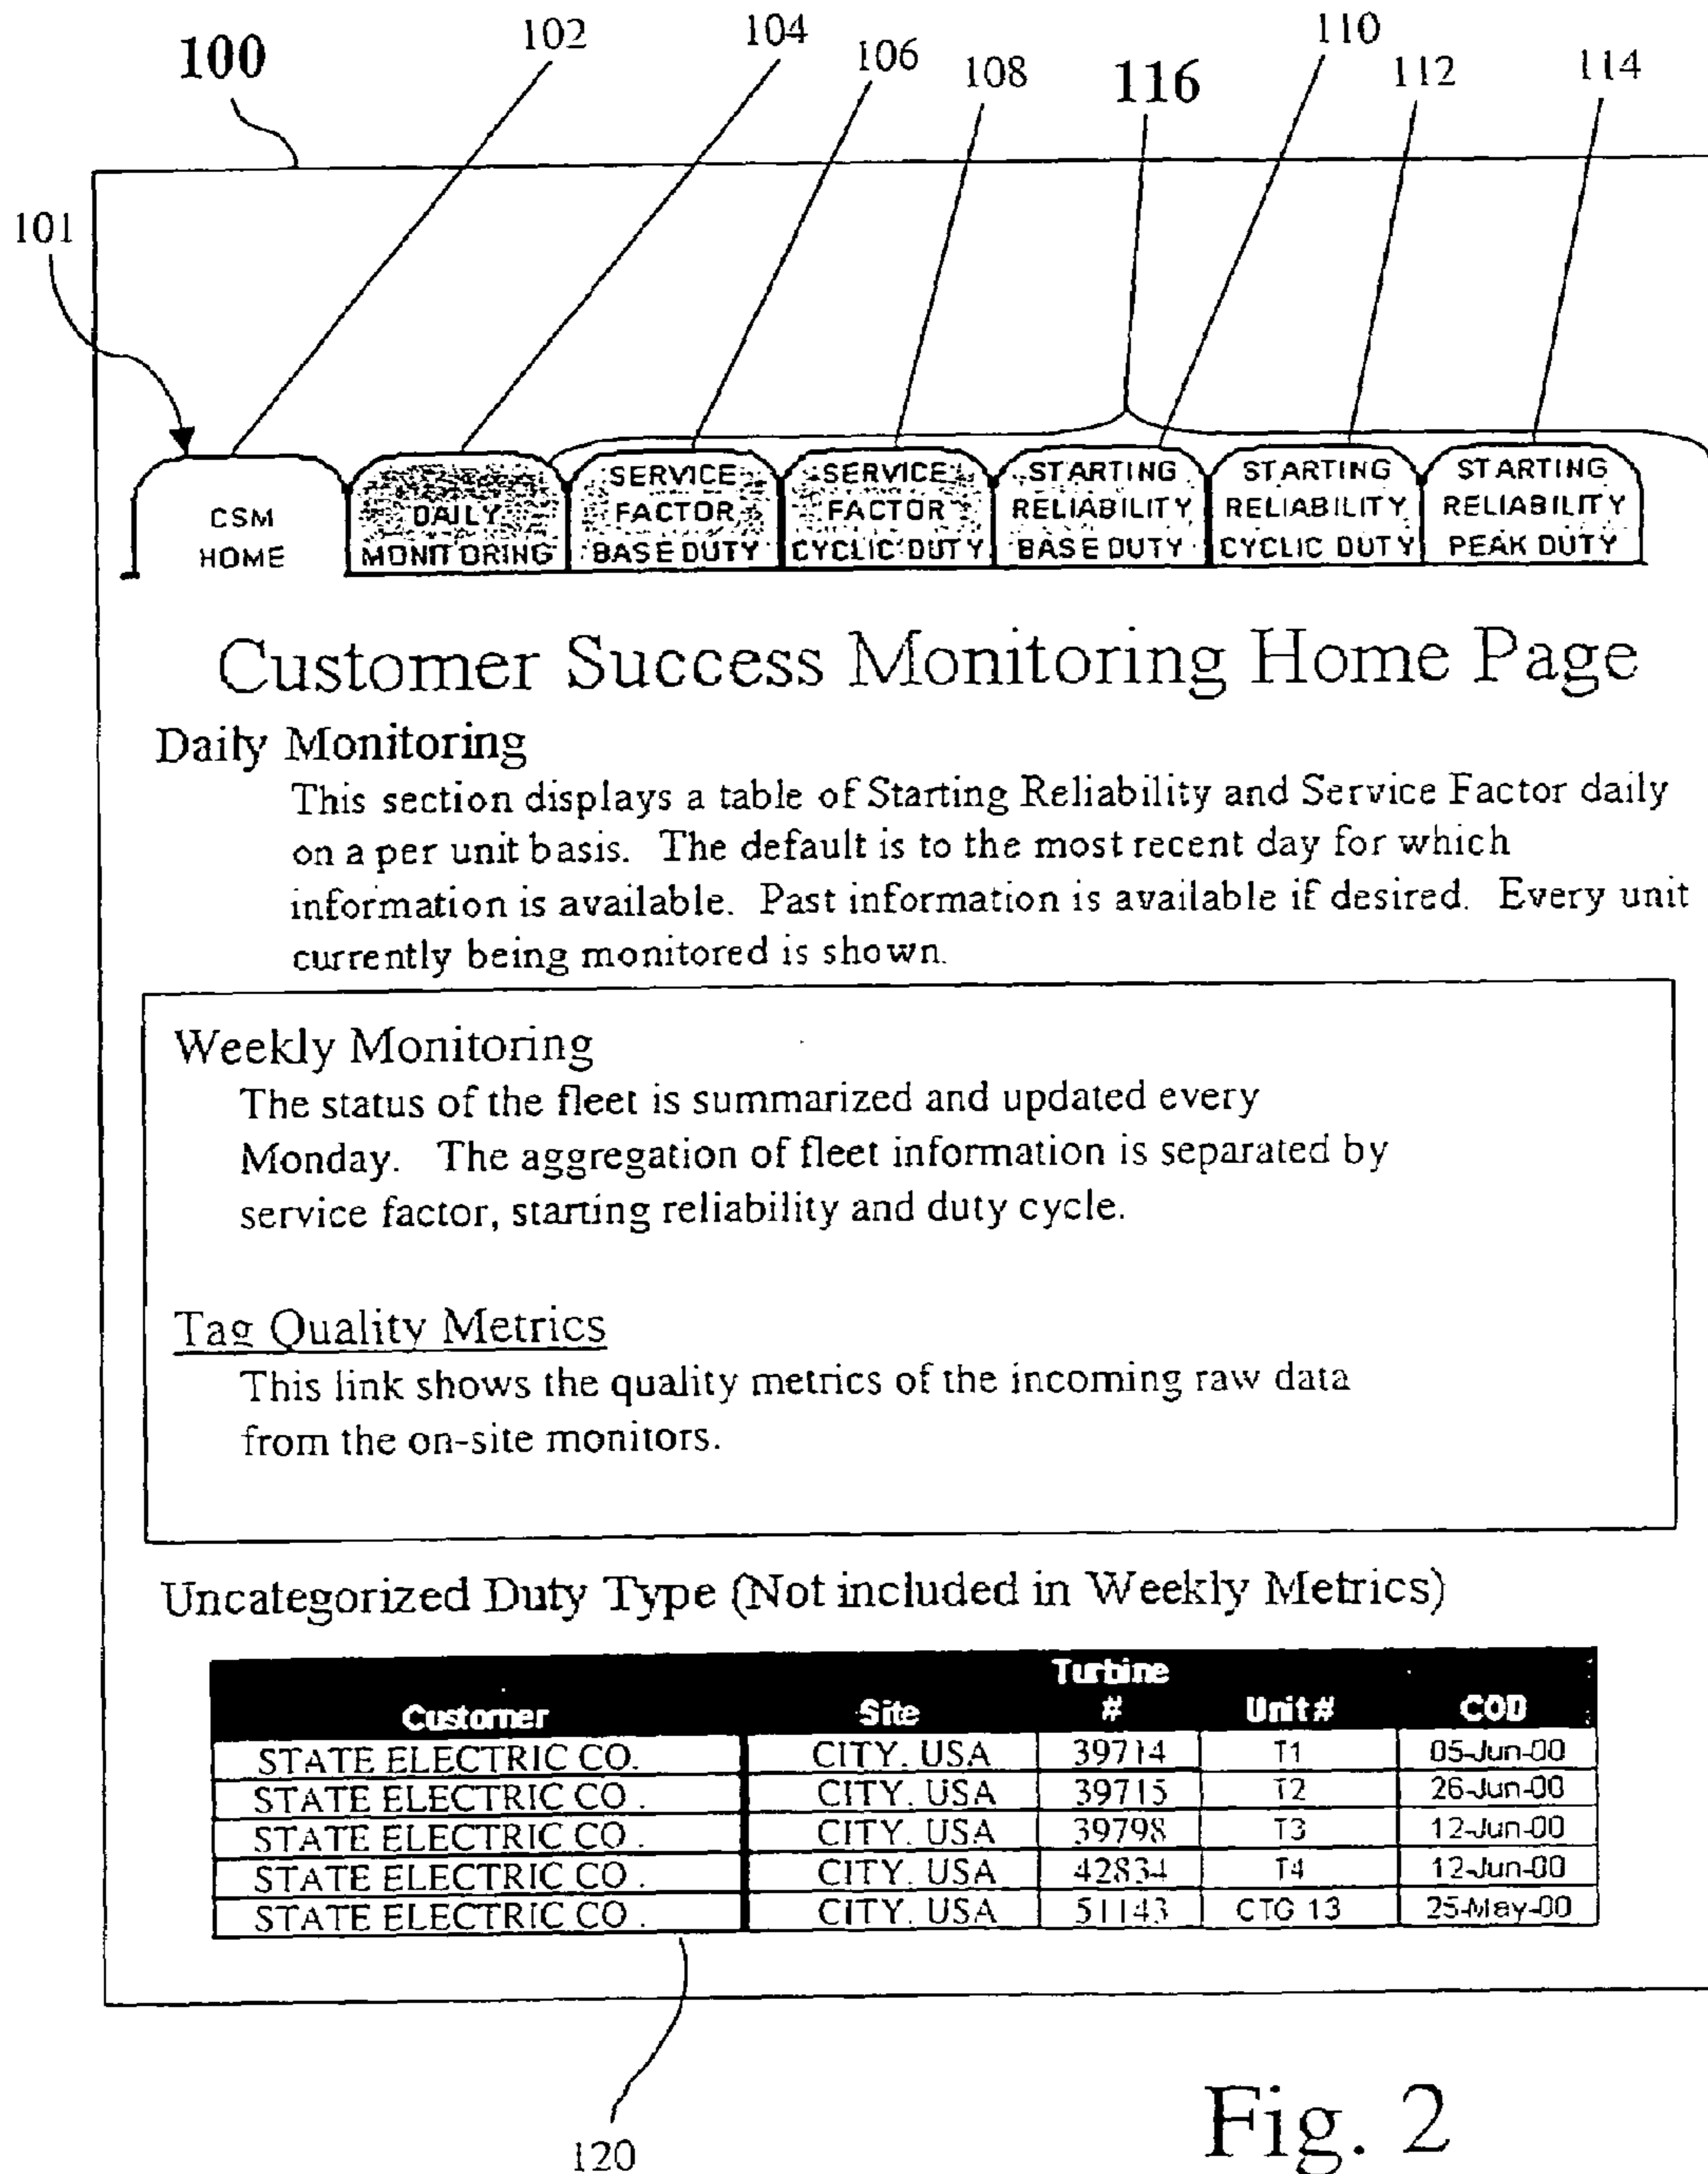 100
102
104
106
108
116
110
112
114
101
CSM
HOME
DAILY
MONITORING
SERVICE
FACTOR
BASE DUTY
SERVICE
FACTOR
CYCLIC DUTY
STARTING
RELIABILITY
BASE DUTY
STARTING
RELIABILITY
CYCLIC DUTY
STARTING
RELIABILITY
PEAK DUTY
Customer Success Monitoring Home Page
Daily Monitoring
This section displays a table of Starting Reliability and Service Factor daily
on a per unit basis. The default is to the most recent day for which
information is available. Past information is available if desired. Every unit
currently being monitored is shown.
Weekly Monitoring
The status of the fleet is summarized and updated every
Monday. The aggregation of fleet information is separated by
service factor, starting reliability and duty cycle.
Tag Quality Metrics
This link shows the quality metrics of the incoming raw data
from the on-site monitors.
Uncategorized Duty Type (Not included in Weekly Metrics)
Customer Site Turbine # Unit# COD
STATE ELECTRIC CO. CITY. USA 39714 T1 05-Jun-00
STATE ELECTRIC CO. CITY. USA 39715 T2 26-Jun-00
STATE ELECTRIC CO. CITY. USA 39798 T3 12-Jun-00
STATE ELECTRIC CO. CITY. USA 42834 T4 12-Jun-00
STATE ELECTRIC CO. CITY. USA 51143 CTG 13 25-May-00
120
Fig. 2